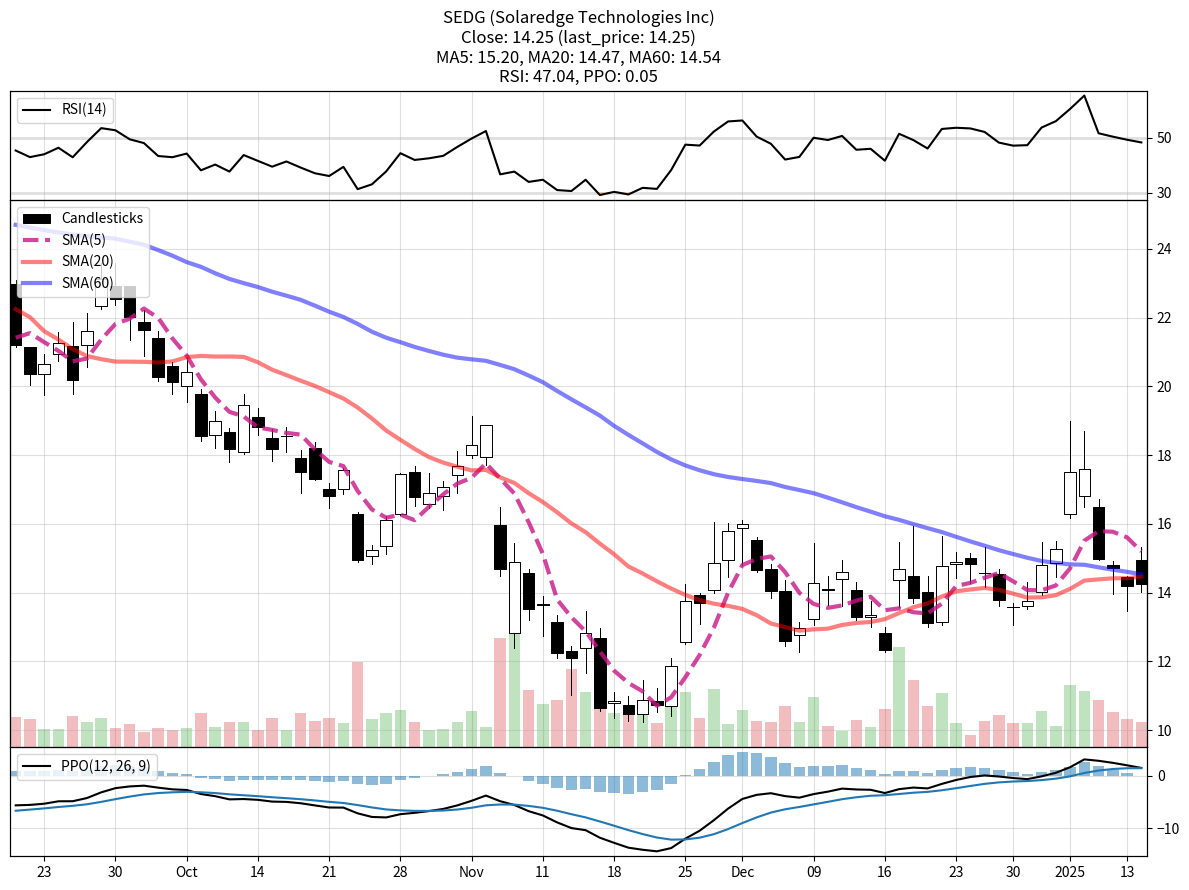 SEDG (Solaredge Technologies Inc)
Close: 14.25 (last_price: 14.25)
MA5: 15.20, MA20: 14.47, MA60: 14.54
RSI: 47.04, PPO: 0.05
RSI(14)
50
30
Candlesticks
SMA(5)
SMA(20)
SMA(60)
24
22
20
18
16
14
12
10
PPO(12, 26, 9)
0
−10
23 30 Oct 14 21 28 Nov 11 18 25 Dec 09 16 23 30 2025 13